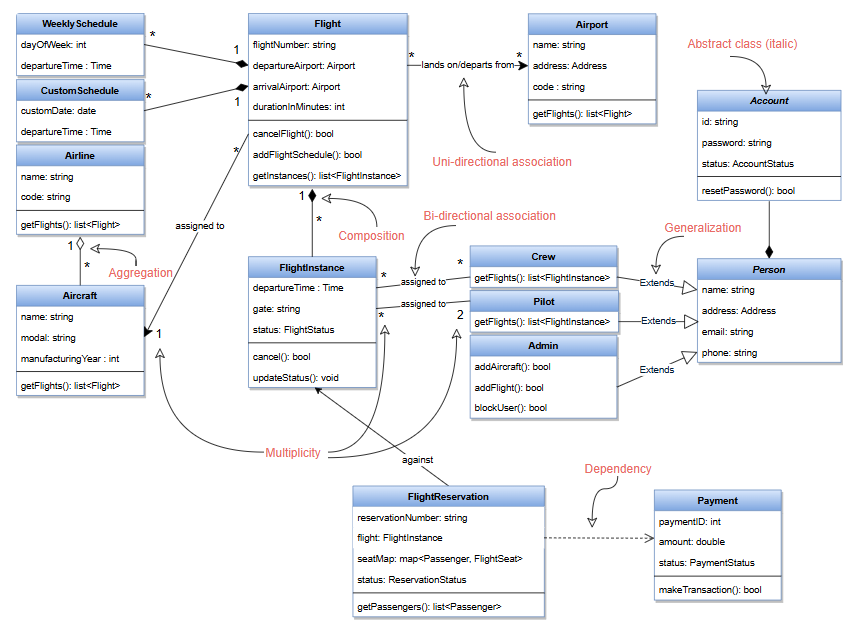 WeeklySchedule
dayOfWeek: int
departureTime : Time
CustomSchedule
customDate: date
departureTime : Time
Airline
name: string
code: string
getFlights(): list<Flight>
Aircraft
name: string
modal: string
manufacturingYear : int
getFlights(): list<Flight>
Flight
flightNumber: string
departureAirport: Airport
arrivalAirport: Airport
durationInMinutes: int
cancelFlight(): bool
addFlightSchedule(): bool
getInstances(): list<FlightInstance>
Airport
name: string
address: Address
code : string
getFlights(): list<Flight>
Abstract class (italic)
Account
id: string
password: string
status: AccountStatus
resetPassword(): bool
Person
name: string
address: Address
email: string
phone: string
FlightInstance
departureTime : Time
gate: string
status: FlightStatus
cancel(): bool
updateStatus(): void
Crew
getFlights(): list<FlightInstance>
Pilot
getFlights(): list<FlightInstance>
Admin
addAircraft(): bool
addFlight(): bool
blockUser(): bool
FlightReservation
reservationNumber: string
flight: FlightInstance
seatMap: map<Passenger, FlightSeat>
status: ReservationStatus
getPassengers(): list<Passenger>
Payment
paymentID: int
amount: double
status: PaymentStatus
makeTransaction(): bool
*
1
*
1
*
assigned to
1
1
*
Aggregation
* lands on/departs from *
Uni-directional association
1
*
Composition
Bi-directional association
* assigned to *
* assigned to 2
Generalization
Extends
Extends
Extends
Multiplicity
against
Dependency